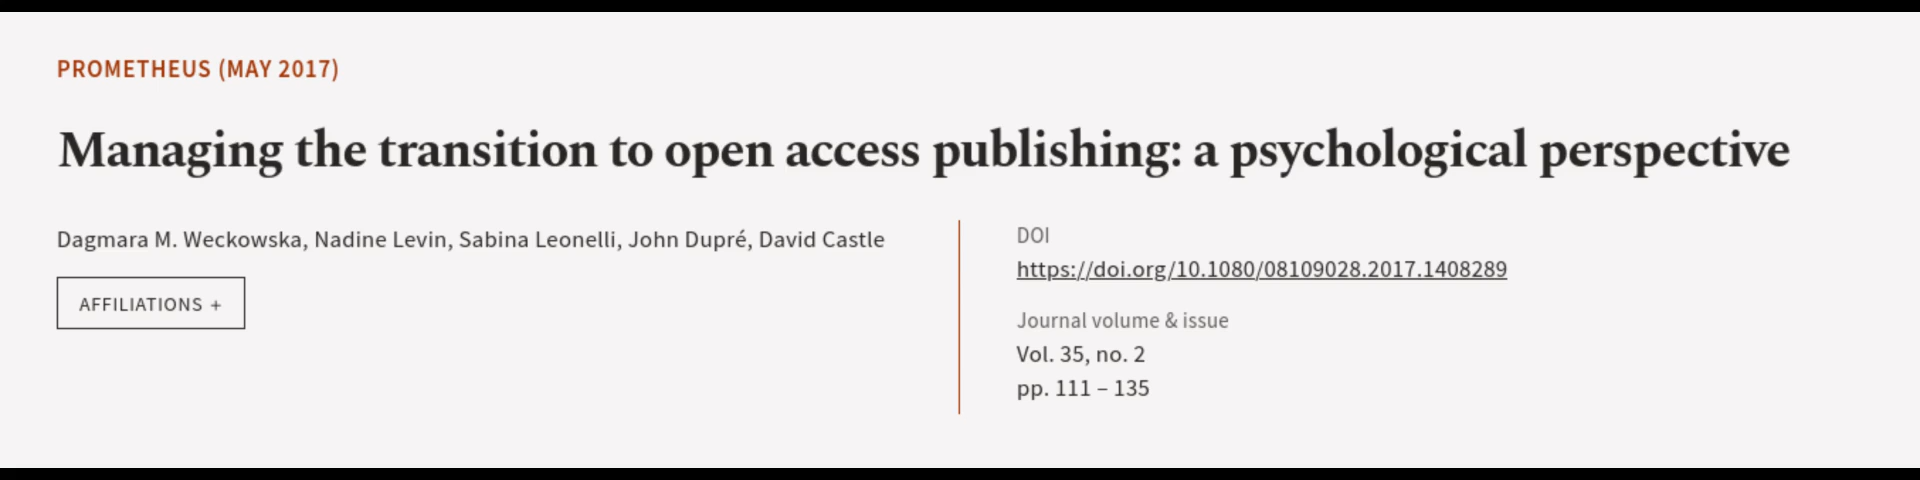 PROMETHEUS (MAY 2017)
Managing the transition to open access publishing: a psychological perspective
Dagmara M. Weckowska, Nadine Levin, Sabina Leonelli, John Dupré, David Castle
AFFILIATIONS +
DOI
https://doi.org/10.1080/08109028.2017.1408289
Journal volume & issue
Vol. 35, no. 2
pp. 111 – 135